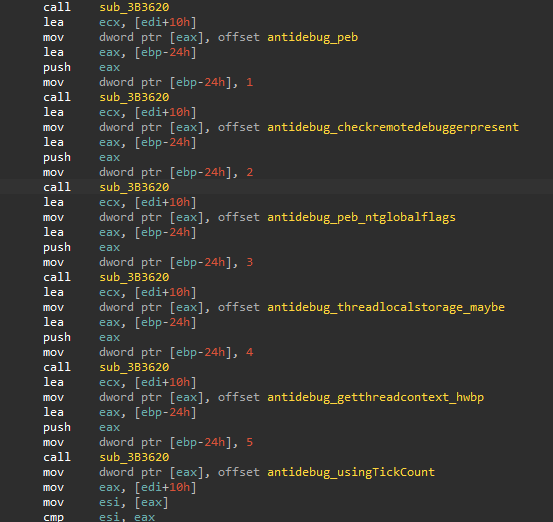 call sub_3B3620
lea ecx, [edi+10h]
mov dword ptr [eax], offset antidebug_peb
lea eax, [ebp-24h]
push eax
mov dword ptr [ebp-24h], 1
call sub_3B3620
lea ecx, [edi+10h]
mov dword ptr [eax], offset antidebug_checkremotedebuggerpresent
lea eax, [ebp-24h]
push eax
mov dword ptr [ebp-24h], 2
call sub_3B3620
lea ecx, [edi+10h]
mov dword ptr [eax], offset antidebug_peb_ntglobalflags
lea eax, [ebp-24h]
push eax
mov dword ptr [ebp-24h], 3
call sub_3B3620
lea ecx, [edi+10h]
mov dword ptr [eax], offset antidebug_threadlocalstorage_maybe
lea eax, [ebp-24h]
push eax
mov dword ptr [ebp-24h], 4
call sub_3B3620
lea ecx, [edi+10h]
mov dword ptr [eax], offset antidebug_getthreadcontext_hwbp
lea eax, [ebp-24h]
push eax
mov dword ptr [ebp-24h], 5
call sub_3B3620
mov dword ptr [eax], offset antidebug_usingTickCount
mov eax, [edi+10h]
mov esi, [eax]
cmp esi, eax